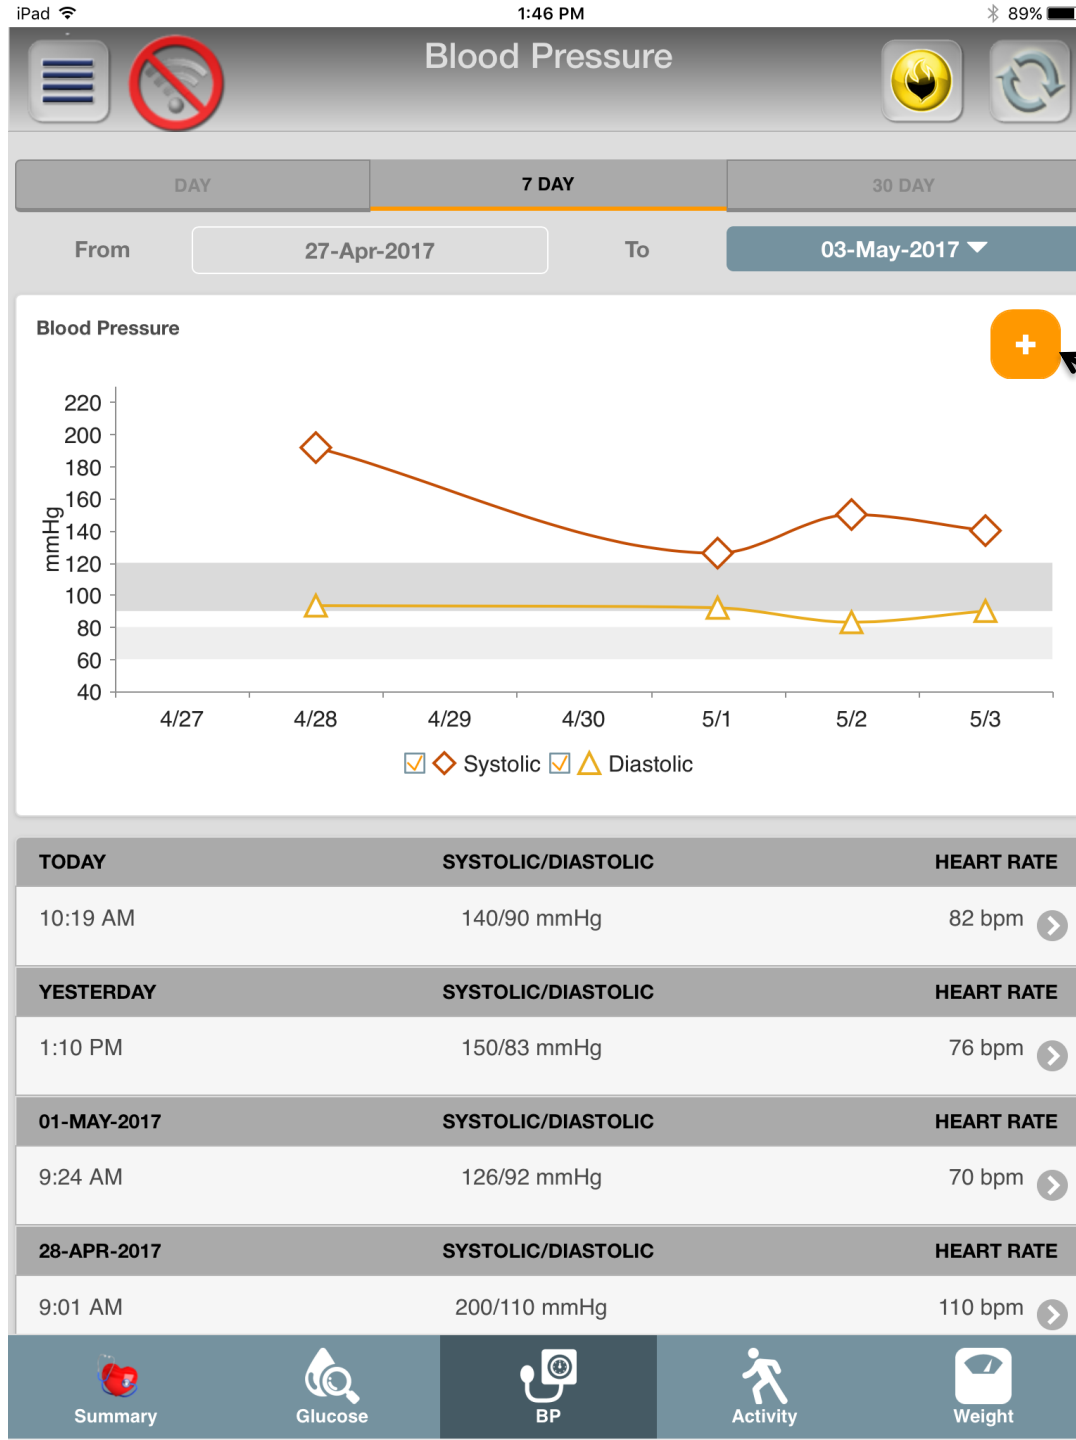 iPad 1:46 PM 89%
Blood Pressure
DAY 7 DAY 30 DAY
From 27-Apr-2017 To 03-May-2017
Blood Pressure
+
220
200
180
160
140
120
100
80
60
40
mmHg
4/27 4/28 4/29 4/30 5/1 5/2 5/3
Systolic Diastolic
TODAY SYSTOLIC/DIASTOLIC HEART RATE
10:19 AM 140/90 mmHg 82 bpm
YESTERDAY SYSTOLIC/DIASTOLIC HEART RATE
1:10 PM 150/83 mmHg 76 bpm
01-MAY-2017 SYSTOLIC/DIASTOLIC HEART RATE
9:24 AM 126/92 mmHg 70 bpm
28-APR-2017 SYSTOLIC/DIASTOLIC HEART RATE
9:01 AM 200/110 mmHg 110 bpm
Summary Glucose BP Activity Weight